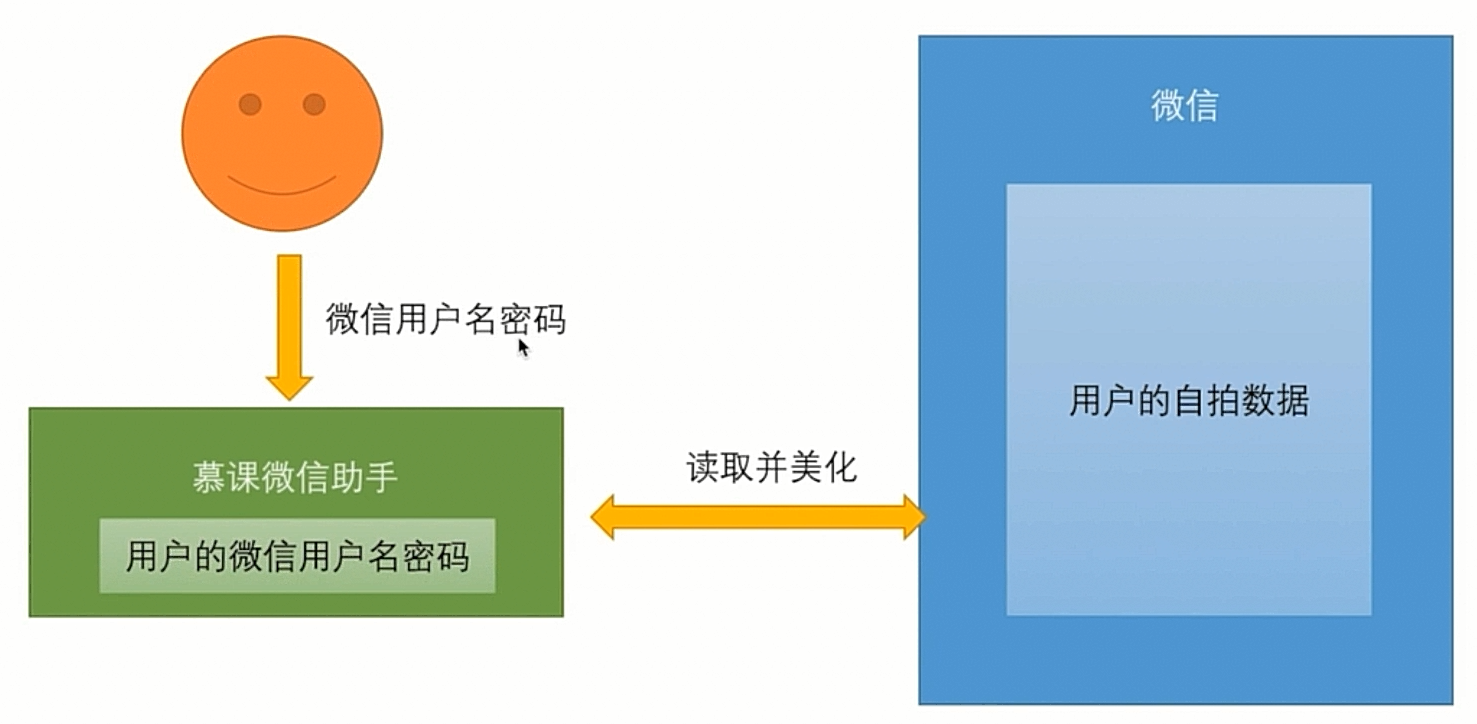 微信
微信用户名密码
用户的自拍数据
读取并美化
慕课微信助手
用户的微信用户名密码